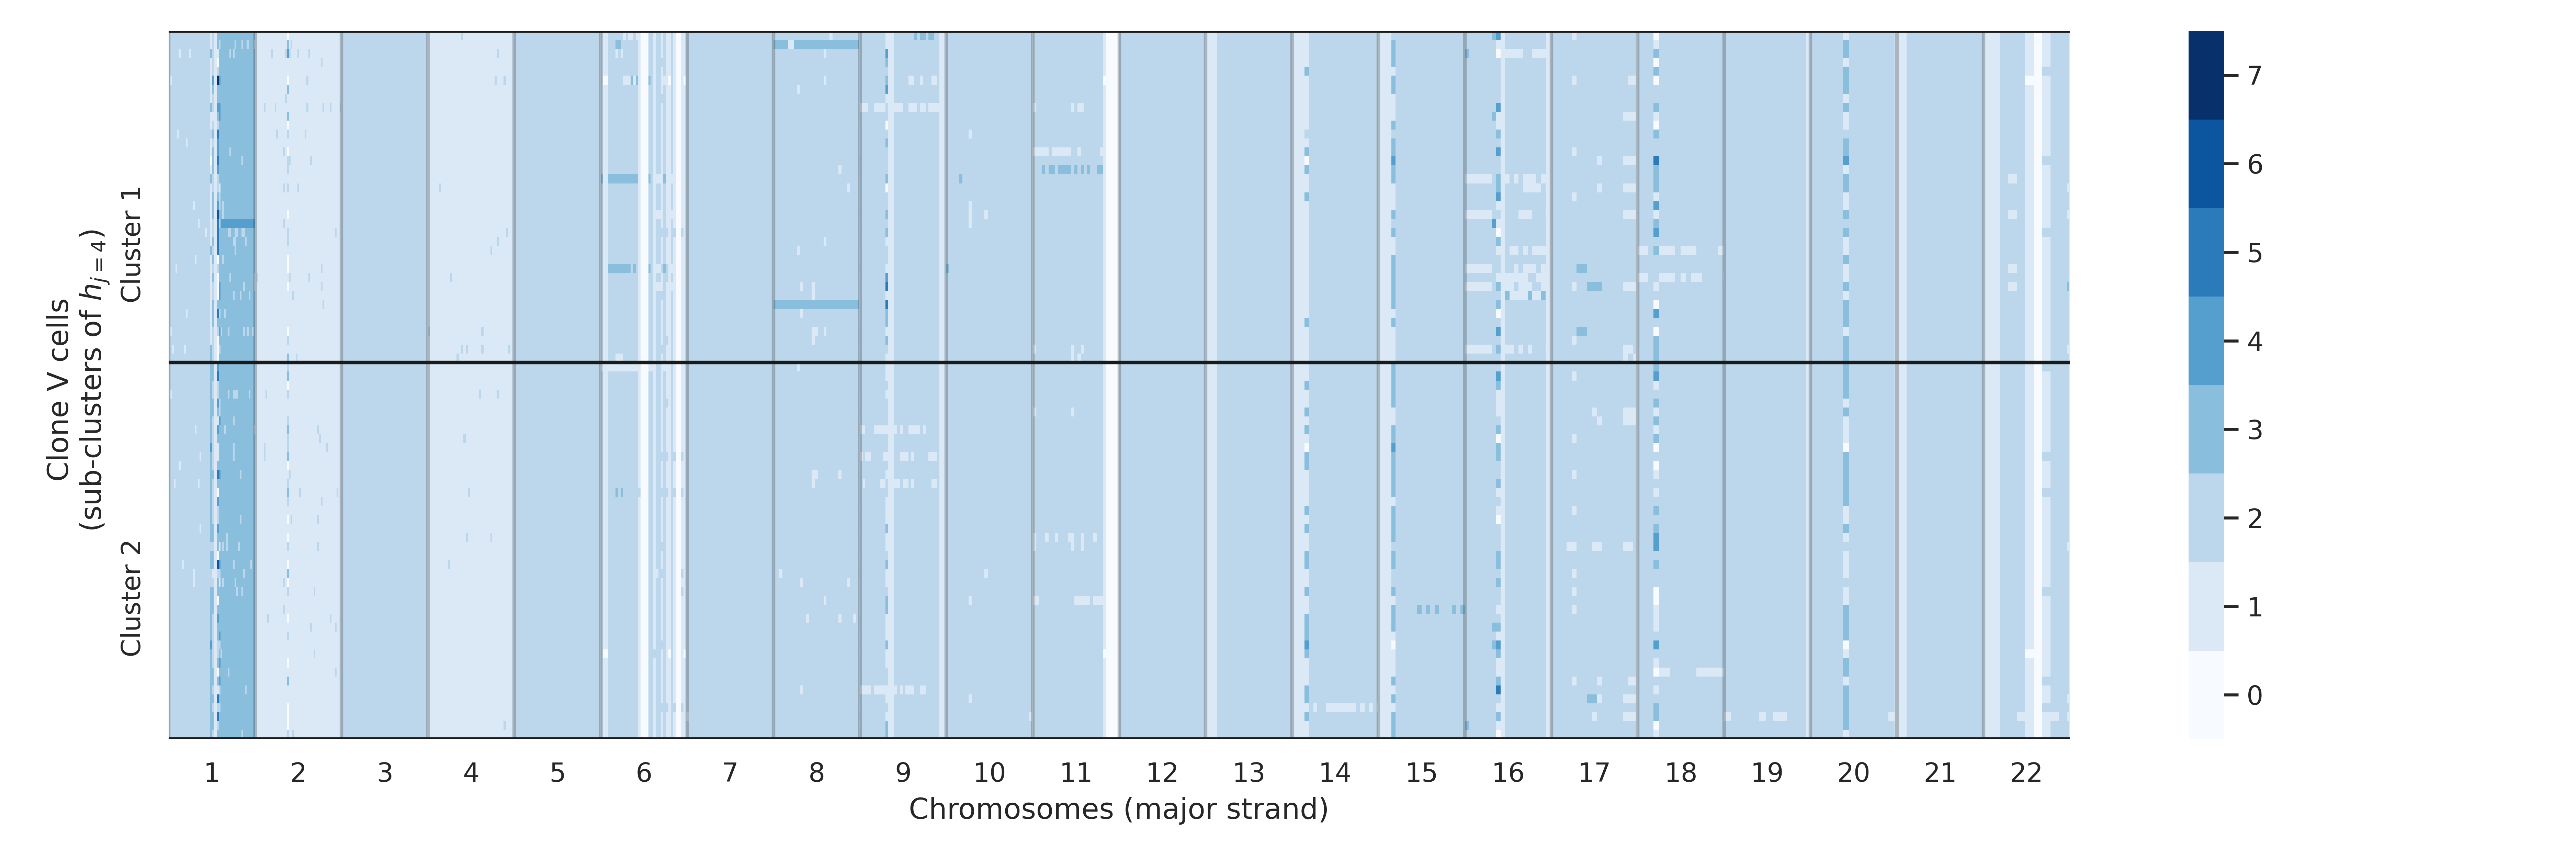 Clone V cells
(sub-clusters of h_{j=4})
Cluster 1
Cluster 2
1 2 3 4 5 6 7 8 9 10 11 12 13 14 15 16 17 18 19 20 21 22
Chromosomes (major strand)
7
6
5
4
3
2
1
0